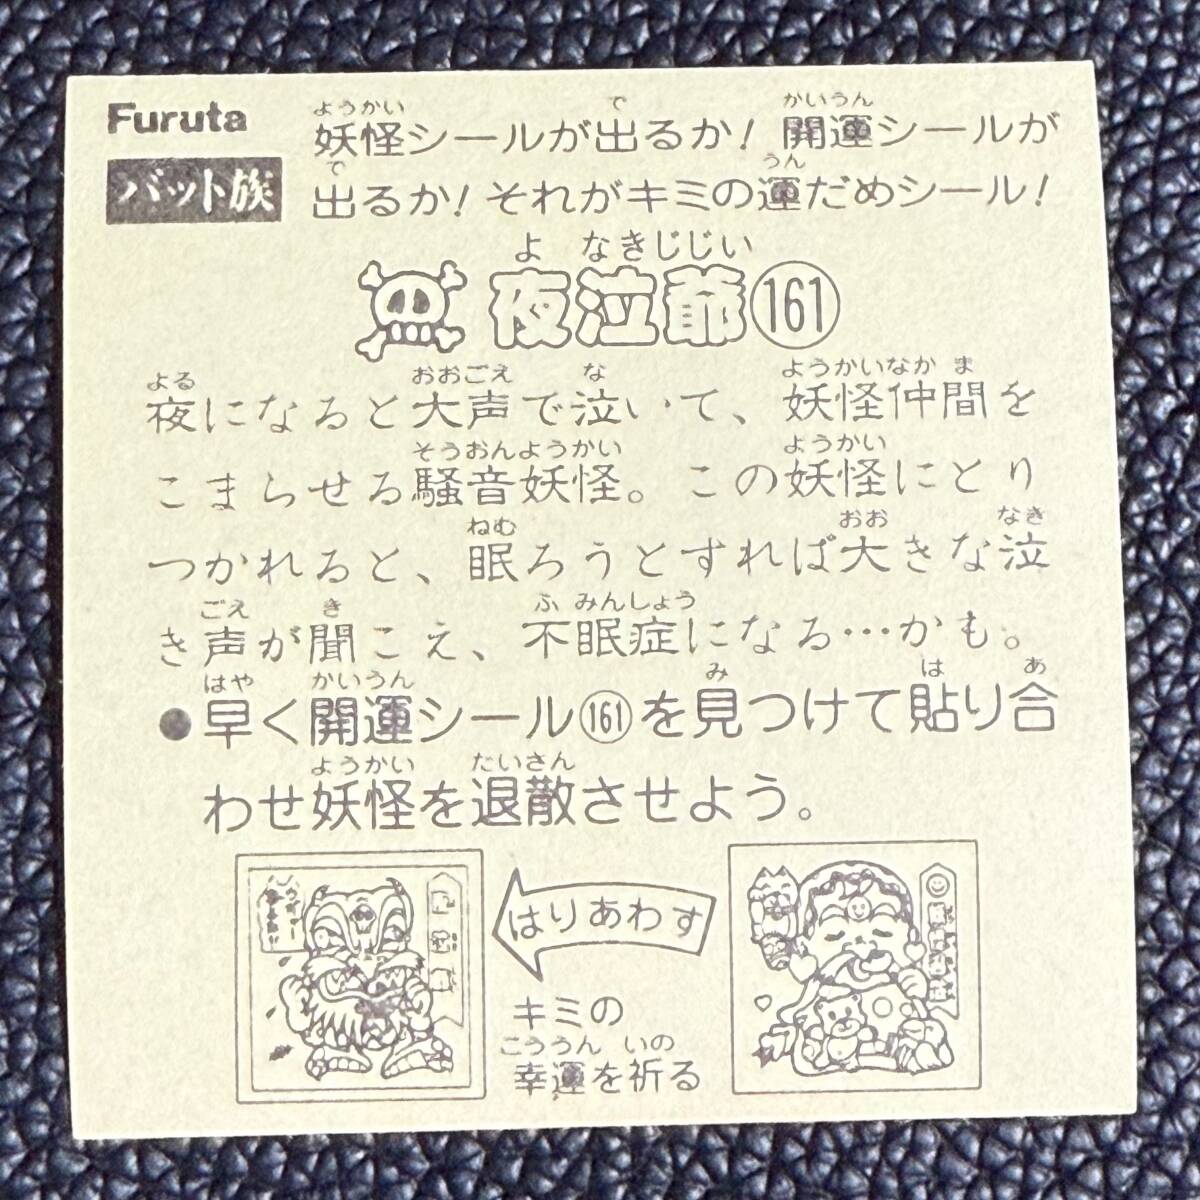 Furuta
バット族
妖怪シールが出るか！開運シールが
出るか！それがキミの運だめシール！
夜泣爺161
夜になると大声で泣いて、妖怪仲間を
こまらせる騒音妖怪。この妖怪にとり
つかれると、眠ろうとすれば大きな泣
き声が聞こえ、不眠症になる…かも。
●早く開運シール161を見つけて貼り合
わせ妖怪を退散させよう。
はりあわす
キミの
幸運を祈る